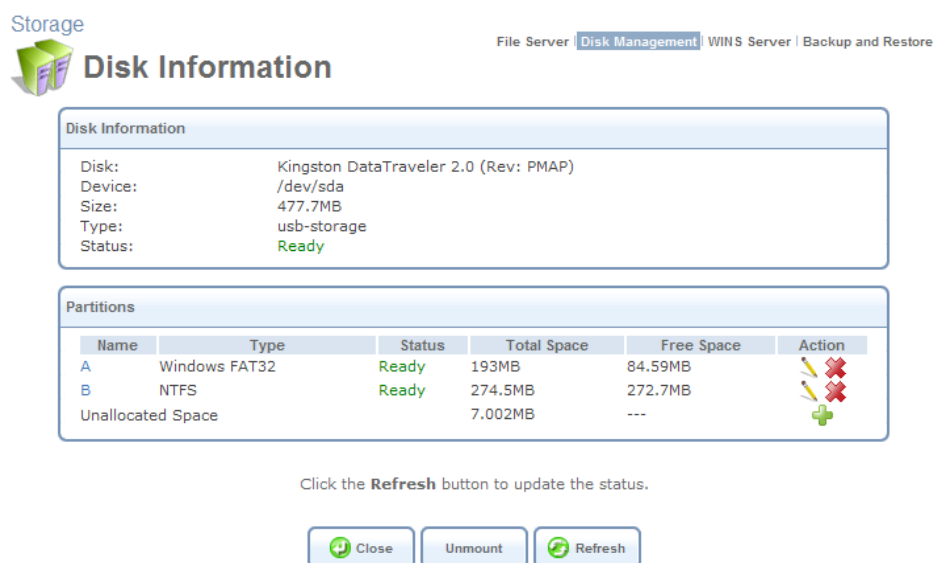 Storage
File Server | Disk Management | WINS Server | Backup and Restore
Disk Information
Disk Information
Disk: Kingston DataTraveler 2.0 (Rev: PMAP)
Device: /dev/sda
Size: 477.7MB
Type: usb-storage
Status: Ready
Partitions
Name Type Status Total Space Free Space Action
A Windows FAT32 Ready 193MB 84.59MB
B NTFS Ready 274.5MB 272.7MB
Unallocated Space 7.002MB ---
Click the Refresh button to update the status.
Close Unmount Refresh